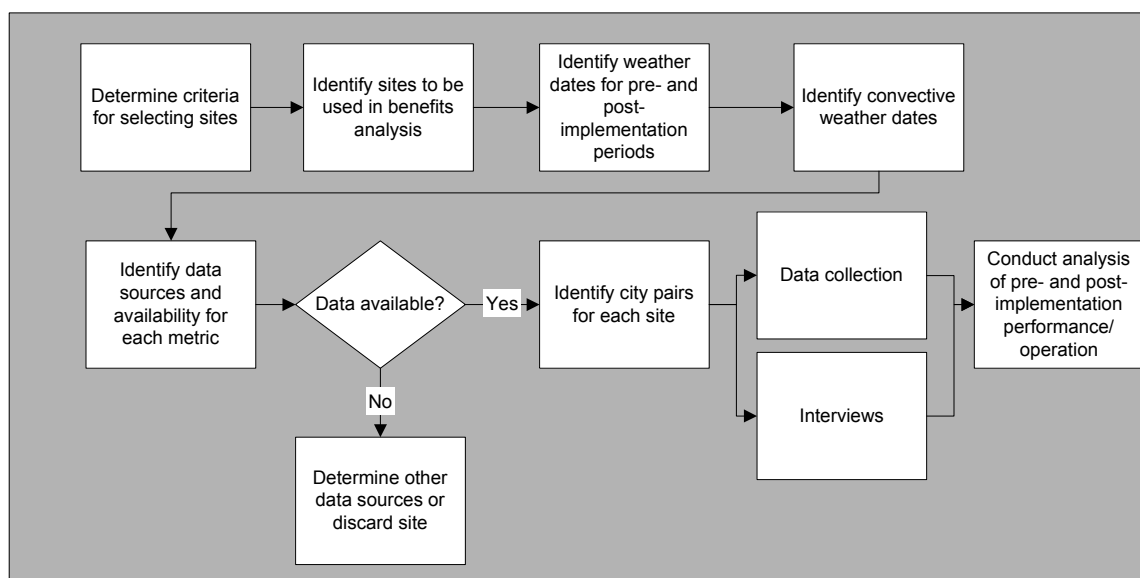 Determine criteria
for selecting sites
Identify sites to be
used in benefits
analysis
Identify weather
dates for pre- and
post-
implementation
periods
Identify convective
weather dates
Identify data
sources and
availability for
each metric
Data available?
Yes
No
Identify city pairs
for each site
Data collection
Interviews
Conduct analysis
of pre- and post-
implementation
performance/
operation
Determine other
data sources or
discard site